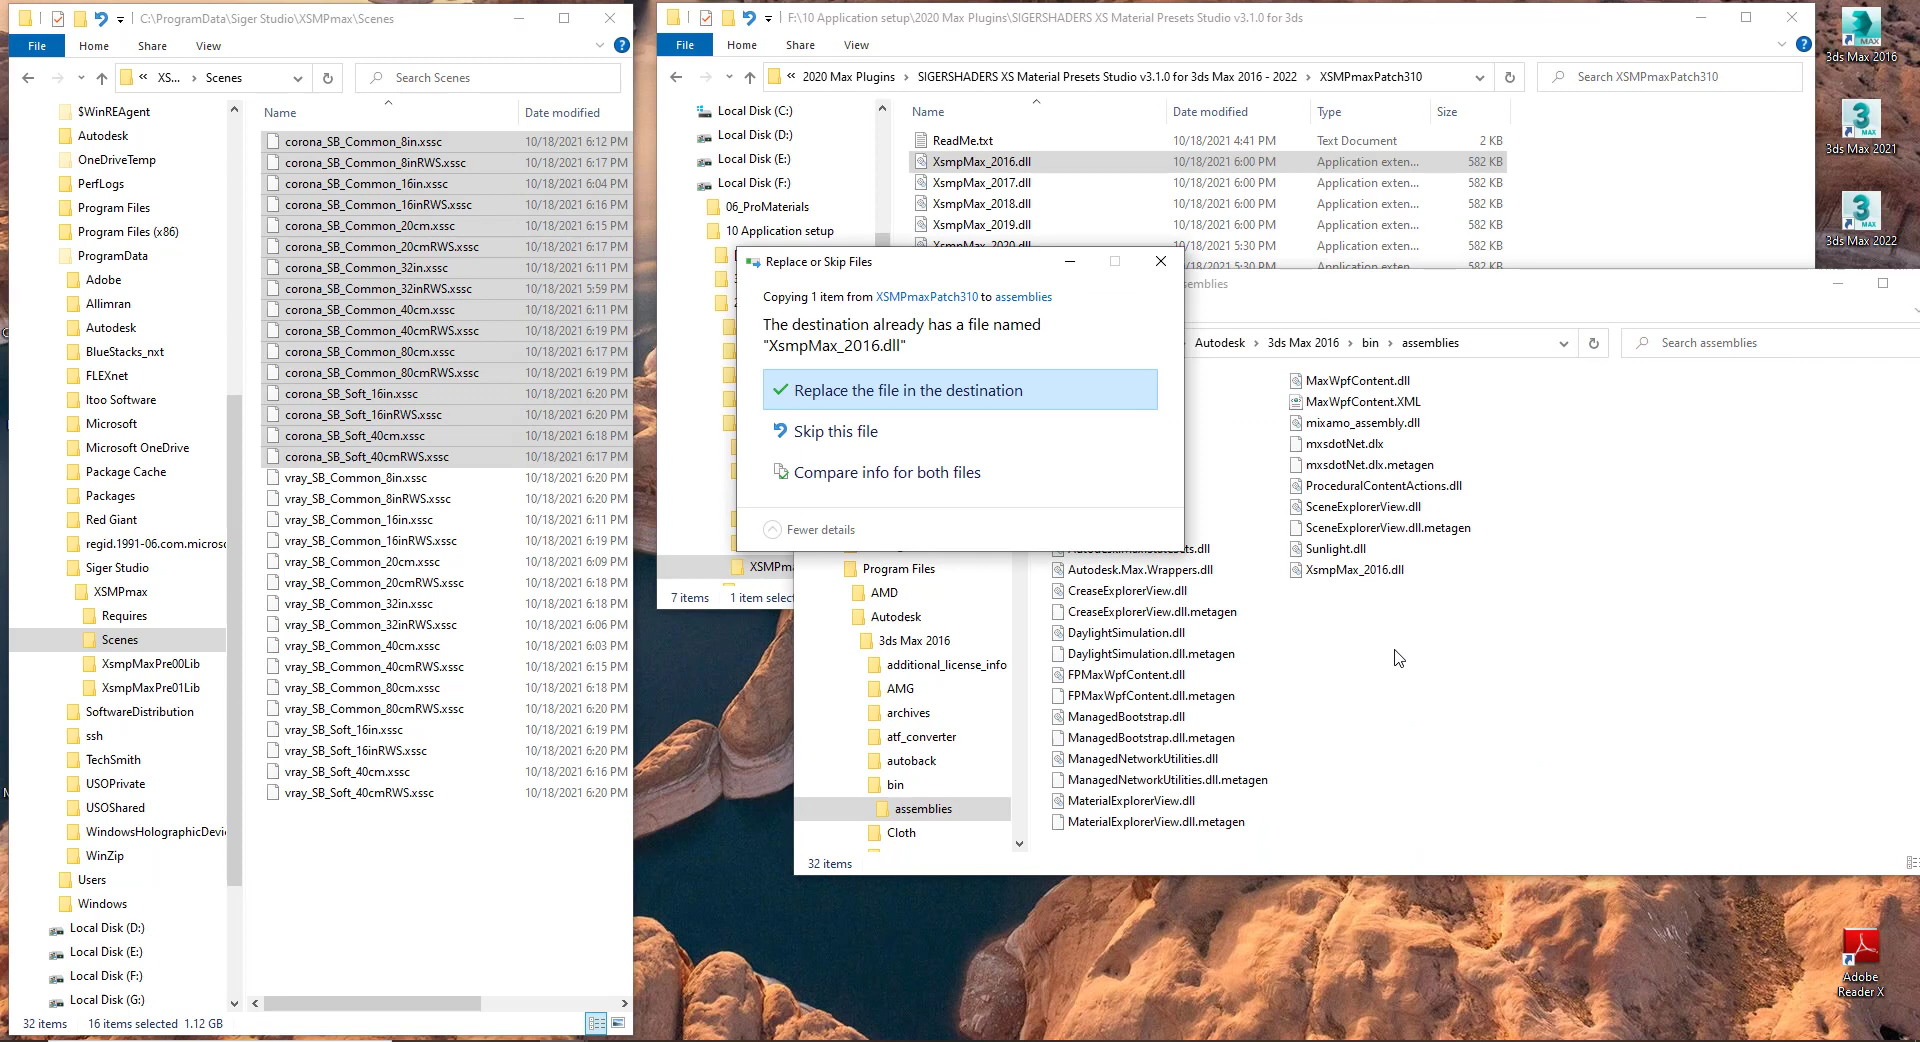 C:\ProgramData\Siger Studio\XSMPmax\Scenes
File
Home
Share
View
XS...
Scenes
Search Scenes
$WinREAgent
Autodesk
OneDriveTemp
PerfLogs
Program Files
Program Files (x86)
ProgramData
Adobe
Allimran
Autodesk
BlueStacks_nxt
FLEXnet
Itoo Software
Microsoft
Microsoft OneDrive
Package Cache
Packages
Red Giant
regid.1991-06.com.microsc
Siger Studio
XSMPmax
Requires
Scenes
XsmpMaxPre00Lib
XsmpMaxPre01Lib
SoftwareDistribution
ssh
TechSmith
USOPrivate
USOShared
WindowsHolographicDevi
WinZip
Users
Windows
Local Disk (D:)
Local Disk (E:)
Local Disk (F:)
Local Disk (G:)
Name Date modified
corona_SB_Common_8in.xssc 10/18/2021 6:12 PM
corona_SB_Common_8inRWS.xssc 10/18/2021 6:17 PM
corona_SB_Common_16in.xssc 10/18/2021 6:04 PM
corona_SB_Common_16inRWS.xssc 10/18/2021 6:16 PM
corona_SB_Common_20cm.xssc 10/18/2021 6:15 PM
corona_SB_Common_20cmRWS.xssc 10/18/2021 6:17 PM
corona_SB_Common_32in.xssc 10/18/2021 6:11 PM
corona_SB_Common_32inRWS.xssc 10/18/2021 5:59 PM
corona_SB_Common_40cm.xssc 10/18/2021 6:11 PM
corona_SB_Common_40cmRWS.xssc 10/18/2021 6:19 PM
corona_SB_Common_80cm.xssc 10/18/2021 6:17 PM
corona_SB_Common_80cmRWS.xssc 10/18/2021 6:19 PM
corona_SB_Soft_16in.xssc 10/18/2021 6:20 PM
corona_SB_Soft_16inRWS.xssc 10/18/2021 6:20 PM
corona_SB_Soft_40cm.xssc 10/18/2021 6:18 PM
corona_SB_Soft_40cmRWS.xssc 10/18/2021 6:17 PM
vray_SB_Common_8in.xssc 10/18/2021 6:20 PM
vray_SB_Common_8inRWS.xssc 10/18/2021 6:20 PM
vray_SB_Common_16in.xssc 10/18/2021 6:11 PM
vray_SB_Common_16inRWS.xssc 10/18/2021 6:19 PM
vray_SB_Common_20cm.xssc 10/18/2021 6:09 PM
vray_SB_Common_20cmRWS.xssc 10/18/2021 6:18 PM
vray_SB_Common_32in.xssc 10/18/2021 6:18 PM
vray_SB_Common_32inRWS.xssc 10/18/2021 6:06 PM
vray_SB_Common_40cm.xssc 10/18/2021 6:03 PM
vray_SB_Common_40cmRWS.xssc 10/18/2021 6:15 PM
vray_SB_Common_80cm.xssc 10/18/2021 6:18 PM
vray_SB_Common_80cmRWS.xssc 10/18/2021 6:20 PM
vray_SB_Soft_16in.xssc 10/18/2021 6:19 PM
vray_SB_Soft_16inRWS.xssc 10/18/2021 6:20 PM
vray_SB_Soft_40cm.xssc 10/18/2021 6:16 PM
vray_SB_Soft_40cmRWS.xssc 10/18/2021 6:20 PM
32 items 16 items selected 1.12 GB
F:\10 Application setup\2020 Max Plugins\SIGERSHADERS XS Material Presets Studio v3.1.0 for 3ds
File
Home
Share
View
2020 Max Plugins
SIGERSHADERS XS Material Presets Studio v3.1.0 for 3ds Max 2016 - 2022
XSMPmaxPatch310
Search XSMPmaxPatch310
Local Disk (C:)
Local Disk (D:)
Local Disk (E:)
Local Disk (F:)
06_ProMaterials
10 Application setup
XSMPma
Name Date modified Type Size
ReadMe.txt 10/18/2021 4:41 PM Text Document 2 KB
XsmpMax_2016.dll 10/18/2021 6:00 PM Application exten... 582 KB
XsmpMax_2017.dll 10/18/2021 6:00 PM Application exten... 582 KB
XsmpMax_2018.dll 10/18/2021 6:00 PM Application exten... 582 KB
XsmpMax_2019.dll 10/18/2021 6:00 PM Application exten... 582 KB
XsmpMax_2020.dll 10/18/2021 5:30 PM Application exten... 582 KB
10/18/2021 5:30 PM Application exten... 582 KB
7 items 1 item select
Replace or Skip Files
Copying 1 item from XSMPmaxPatch310 to assemblies
The destination already has a file named
"XsmpMax_2016.dll"
Replace the file in the destination
Skip this file
Compare info for both files
Fewer details
semblies
Autodesk
3ds Max 2016
bin
assemblies
Search assemblies
Program Files
AMD
Autodesk
3ds Max 2016
additional_license_info
AMG
archives
atf_converter
autoback
bin
assemblies
Cloth
Autodesk.Max.Wrappers.dll
CreaseExplorerView.dll
CreaseExplorerView.dll.metagen
DaylightSimulation.dll
DaylightSimulation.dll.metagen
FPMaxWpfContent.dll
FPMaxWpfContent.dll.metagen
ManagedBootstrap.dll
ManagedBootstrap.dll.metagen
ManagedNetworkUtilities.dll
ManagedNetworkUtilities.dll.metagen
MaterialExplorerView.dll
MaterialExplorerView.dll.metagen
MaxWpfContent.dll
MaxWpfContent.XML
mixamo_assembly.dll
mxsdotNet.dlx
mxsdotNet.dlx.metagen
ProceduralContentActions.dll
SceneExplorerView.dll
SceneExplorerView.dll.metagen
Sunlight.dll
XsmpMax_2016.dll
32 items
3ds Max 2016
3ds Max 2021
3ds Max 2022
Adobe
Reader X